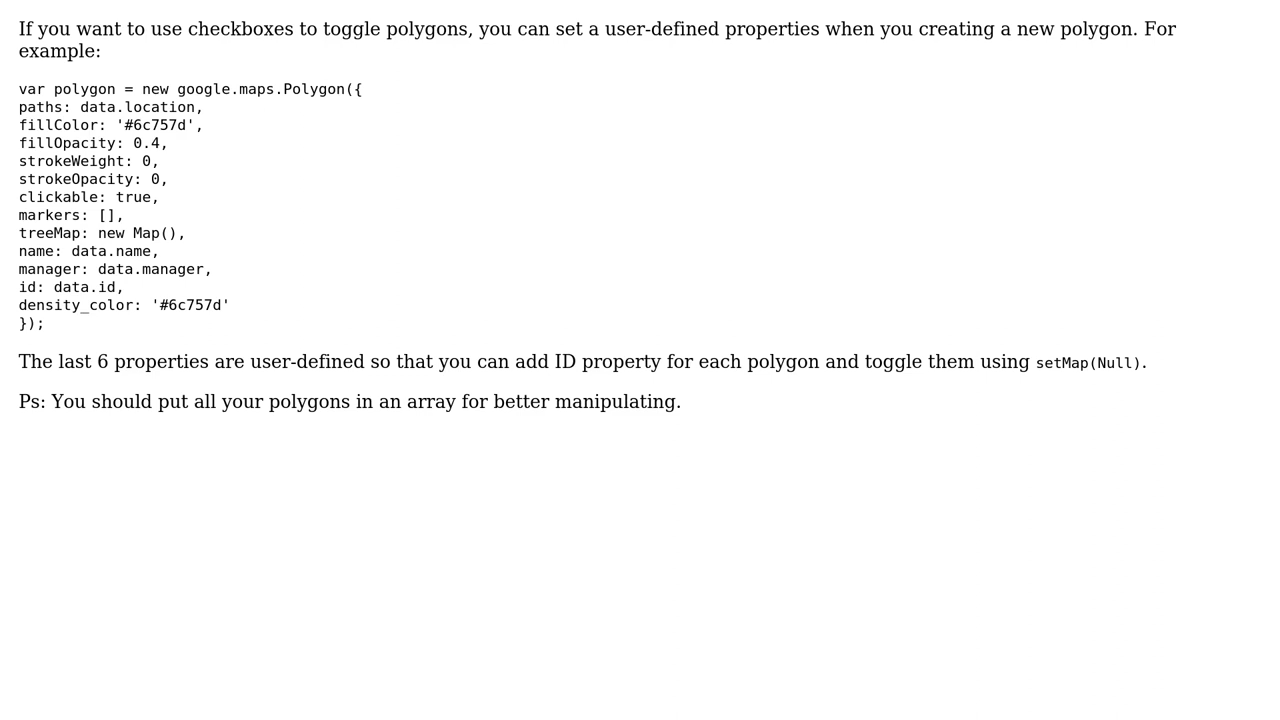 If you want to use checkboxes to toggle polygons, you can set a user-defined properties when you creating a new polygon. For
example:
var polygon = new google.maps.Polygon({
paths: data.location,
fillColor: '#6c757d',
fillOpacity: 0.4,
strokeWeight: 0,
strokeOpacity: 0,
clickable: true,
markers: [],
treeMap: new Map(),
name: data.name,
manager: data.manager,
id: data.id,
density_color: '#6c757d'
});
The last 6 properties are user-defined so that you can add ID property for each polygon and toggle them using setMap(Null).
Ps: You should put all your polygons in an array for better manipulating.